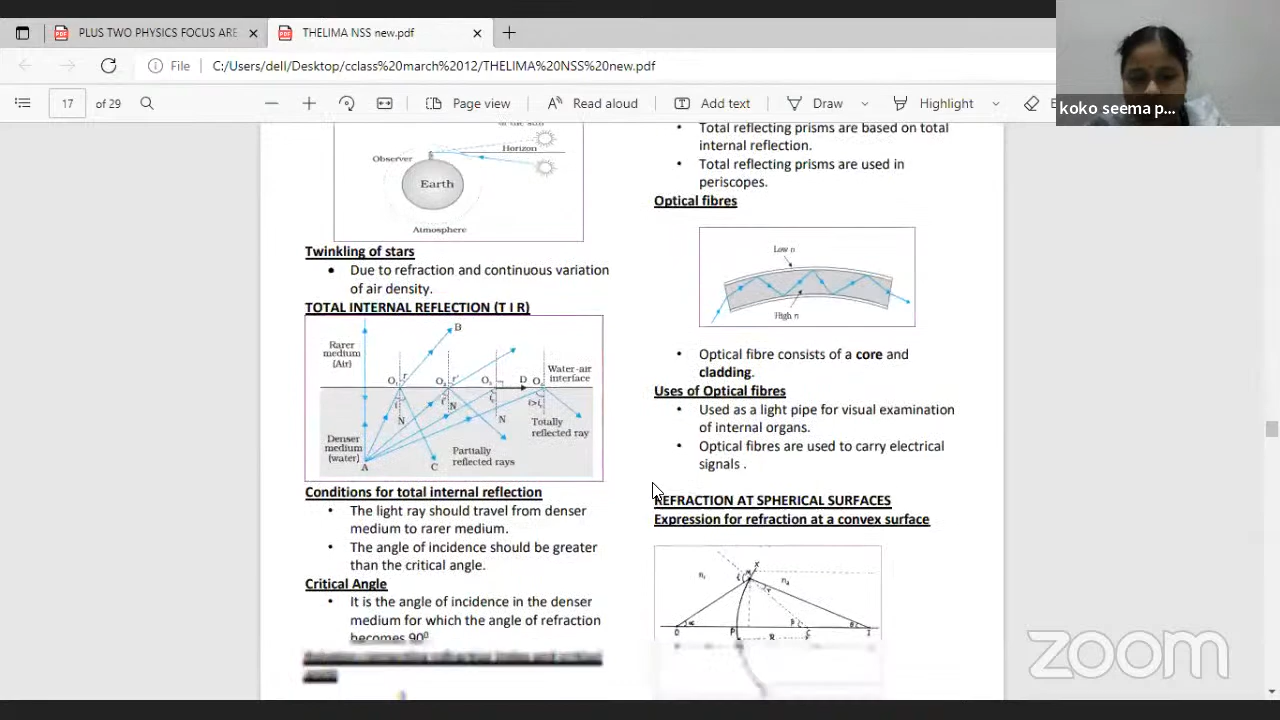 PLUS TWO PHYSICS FOCUS ARE
THELIMA NSS new.pdf
File
C:/Users/dell/Desktop/cclass%20march%2012/THELIMA%20NSS%20new.pdf
17
of 29
Page view
Read aloud
Add text
Draw
Highlight
koko seema p...
Horizon
Observer
Earth
Atmosphere
Twinkling of stars
• Due to refraction and continuous variation
of air density.
TOTAL INTERNAL REFLECTION (T I R)
B
Rarer
medium
(Air)
Water-air
interface
O₁ r O₂ r' O₃ D O₄
i i' i>i
N N N
Totally
reflected ray
Denser
medium
(water)
Partially
reflected rays
A C
Conditions for total internal reflection
• The light ray should travel from denser
medium to rarer medium.
• The angle of incidence should be greater
than the critical angle.
Critical Angle
• It is the angle of incidence in the denser
medium for which the angle of refraction
becomes 90⁰
• Total reflecting prisms are based on total
internal reflection.
• Total reflecting prisms are used in
periscopes.
Optical fibres
Low n
High n
• Optical fibre consists of a core and
cladding.
Uses of Optical fibres
• Used as a light pipe for visual examination
of internal organs.
• Optical fibres are used to carry electrical
signals .
REFRACTION AT SPHERICAL SURFACES
Expression for refraction at a convex surface
n₁ n₂
O P R C I
zoom